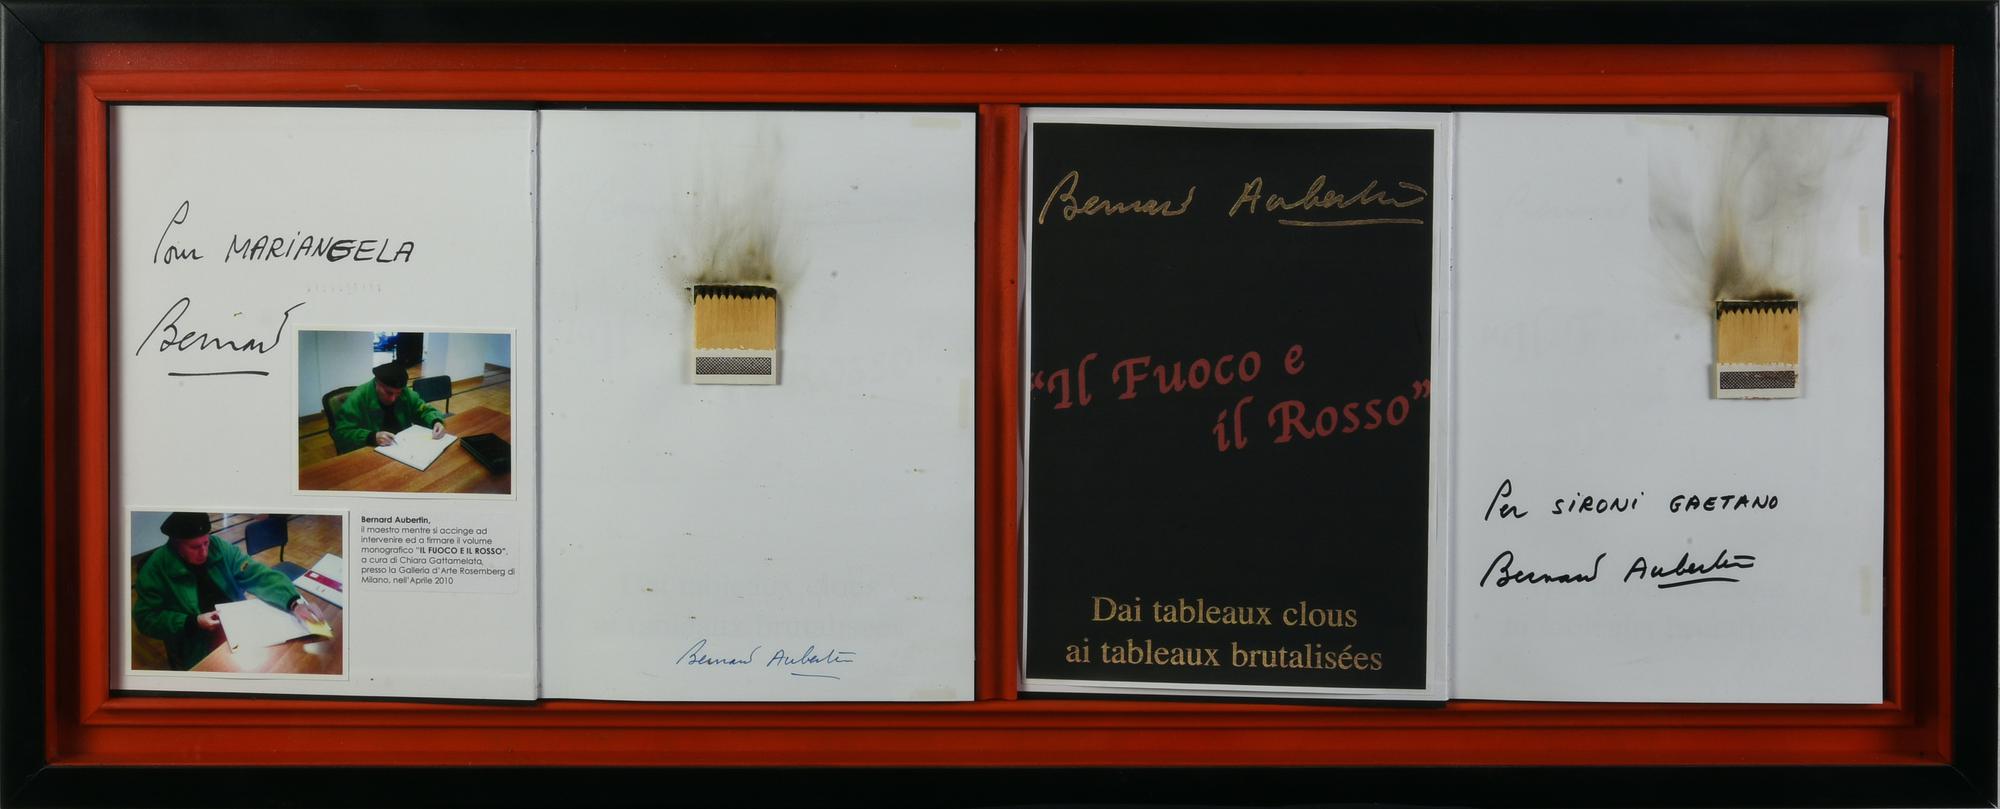 Pour MARIANGELA
Bernard
Bernard Aubertin,
il maestro mentre si accinge ad
intervenire ed a firmare il volume
monografico "IL FUOCO E IL ROSSO",
a cura di Chiara Gattamelata,
presso la Galleria d'Arte Rosemberg di
Milano, nell'Aprile 2010
Bernard Aubertin
Bernard Aubertin
"Il Fuoco e
il Rosso"
Dai tableaux clous
ai tableaux brutalisées
Per SIRONI GAETANO
Bernard Aubertin